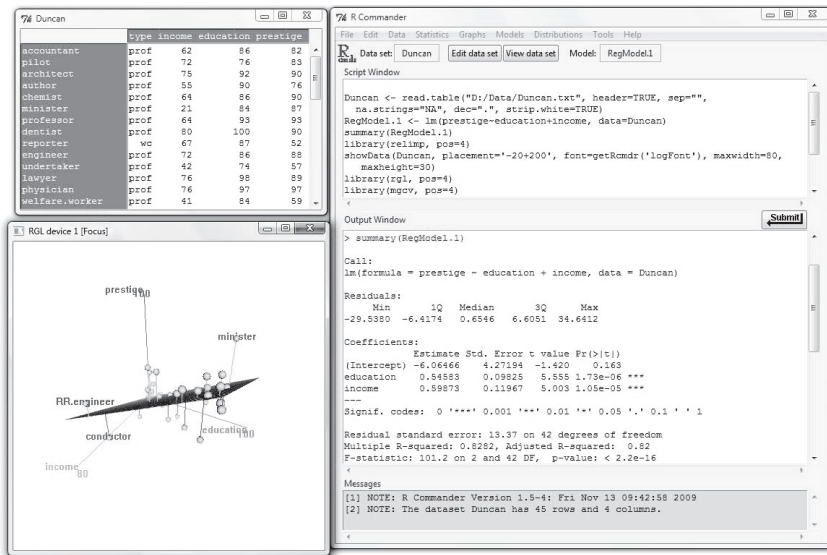 Duncan
type income education prestige
accountant prof 62 86 82
pilot prof 72 76 83
architect prof 75 92 90
author prof 55 90 76
chemist prof 64 86 90
minister prof 21 84 87
professor prof 64 93 93
dentist prof 80 100 90
reporter wc 67 87 52
engineer prof 72 86 88
undertaker prof 42 74 57
lawyer prof 76 98 89
physician prof 76 97 97
welfare.worker prof 41 84 59
RGL device 1 [Focus]
prestige
100
minister
RR.engineer
conductor
education
100
income
80
R Commander
File Edit Data Statistics Graphs Models Distributions Tools Help
R cmdr Data set: Duncan Edit data set View data set Model: RegModel.1
Script Window
Duncan <- read.table("D:/Data/Duncan.txt", header=TRUE, sep="",
na.strings="NA", dec=".", strip.white=TRUE)
RegModel.1 <- lm(prestige~education+income, data=Duncan)
summary(RegModel.1)
library(relimp, pos=4)
showData(Duncan, placement='-20+200', font=getRcmdr('logFont'), maxwidth=80,
maxheight=30)
library(rgl, pos=4)
library(mgcv, pos=4)
Output Window
Submit
> summary(RegModel.1)
Call:
lm(formula = prestige ~ education + income, data = Duncan)
Residuals:
Min 1Q Median 3Q Max
-29.5380 -6.4174 0.6546 6.6051 34.6412
Coefficients:
Estimate Std. Error t value Pr(>|t|)
(Intercept) -6.06466 4.27194 -1.420 0.163
education 0.54583 0.09825 5.555 1.73e-06 ***
income 0.59873 0.11967 5.003 1.05e-05 ***
---
Signif. codes: 0 '***' 0.001 '**' 0.01 '*' 0.05 '.' 0.1 ' ' 1
Residual standard error: 13.37 on 42 degrees of freedom
Multiple R-squared: 0.8282, Adjusted R-squared: 0.82
F-statistic: 101.2 on 2 and 42 DF, p-value: < 2.2e-16
Messages
[1] NOTE: R Commander Version 1.5-4: Fri Nov 13 09:42:58 2009
[2] NOTE: The dataset Duncan has 45 rows and 4 columns.